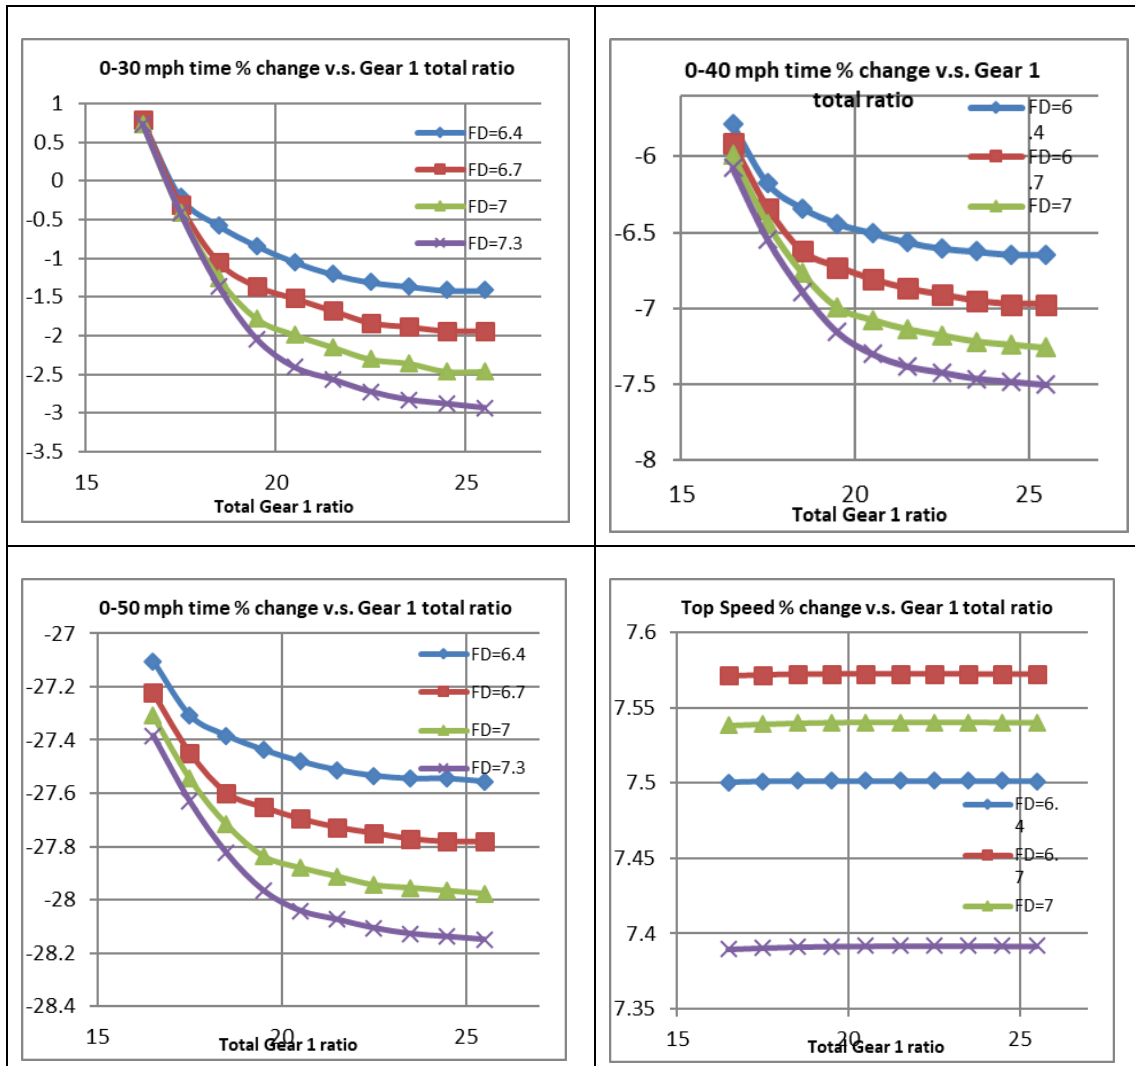 0-30 mph time % change v.s. Gear 1 total ratio
1
0.5
0
-0.5
-1
-1.5
-2
-2.5
-3
-3.5
FD=6.4
FD=6.7
FD=7
FD=7.3
15
20
25
Total Gear 1 ratio
0-40 mph time % change v.s. Gear 1
total ratio
-6
-6.5
-7
-7.5
-8
FD=6
.4
FD=6
.7
FD=7
15
20
25
Total Gear 1 ratio
0-50 mph time % change v.s. Gear 1 total ratio
-27
-27.2
-27.4
-27.6
-27.8
-28
-28.2
-28.4
FD=6.4
FD=6.7
FD=7
FD=7.3
15
20
25
Total Gear 1 ratio
Top Speed % change v.s. Gear 1 total ratio
7.6
7.55
7.5
7.45
7.4
7.35
FD=6.
4
FD=6.
7
FD=7
15
20
25
Total Gear 1 ratio